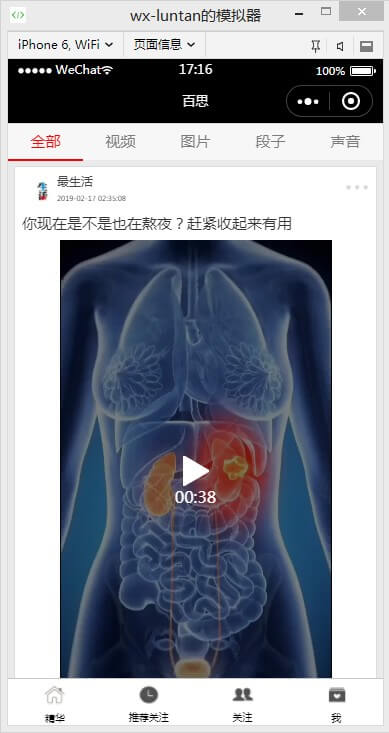 wx-luntan的模拟器
iPhone 6, WiFi 页面信息
WeChat 17:16 100%
百思
全部 视频 图片 段子 声音
最生活
2019-02-17 02:35:08
你现在是不是也在熬夜？赶紧收起来有用
00:38
精华 推荐关注 关注 我